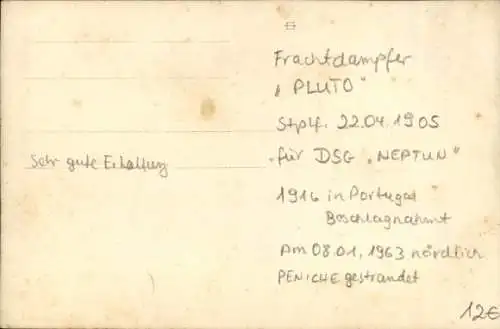 Frachtdampfer
„PLUTO"
Stplf. 22.04.1905
für DSG „NEPTUN"
Sehr gute Erhaltung
1916 in Portugal
Beschlagnahmt
Am 08.01.1963 nördlich
PENICHE gestrandet
12€